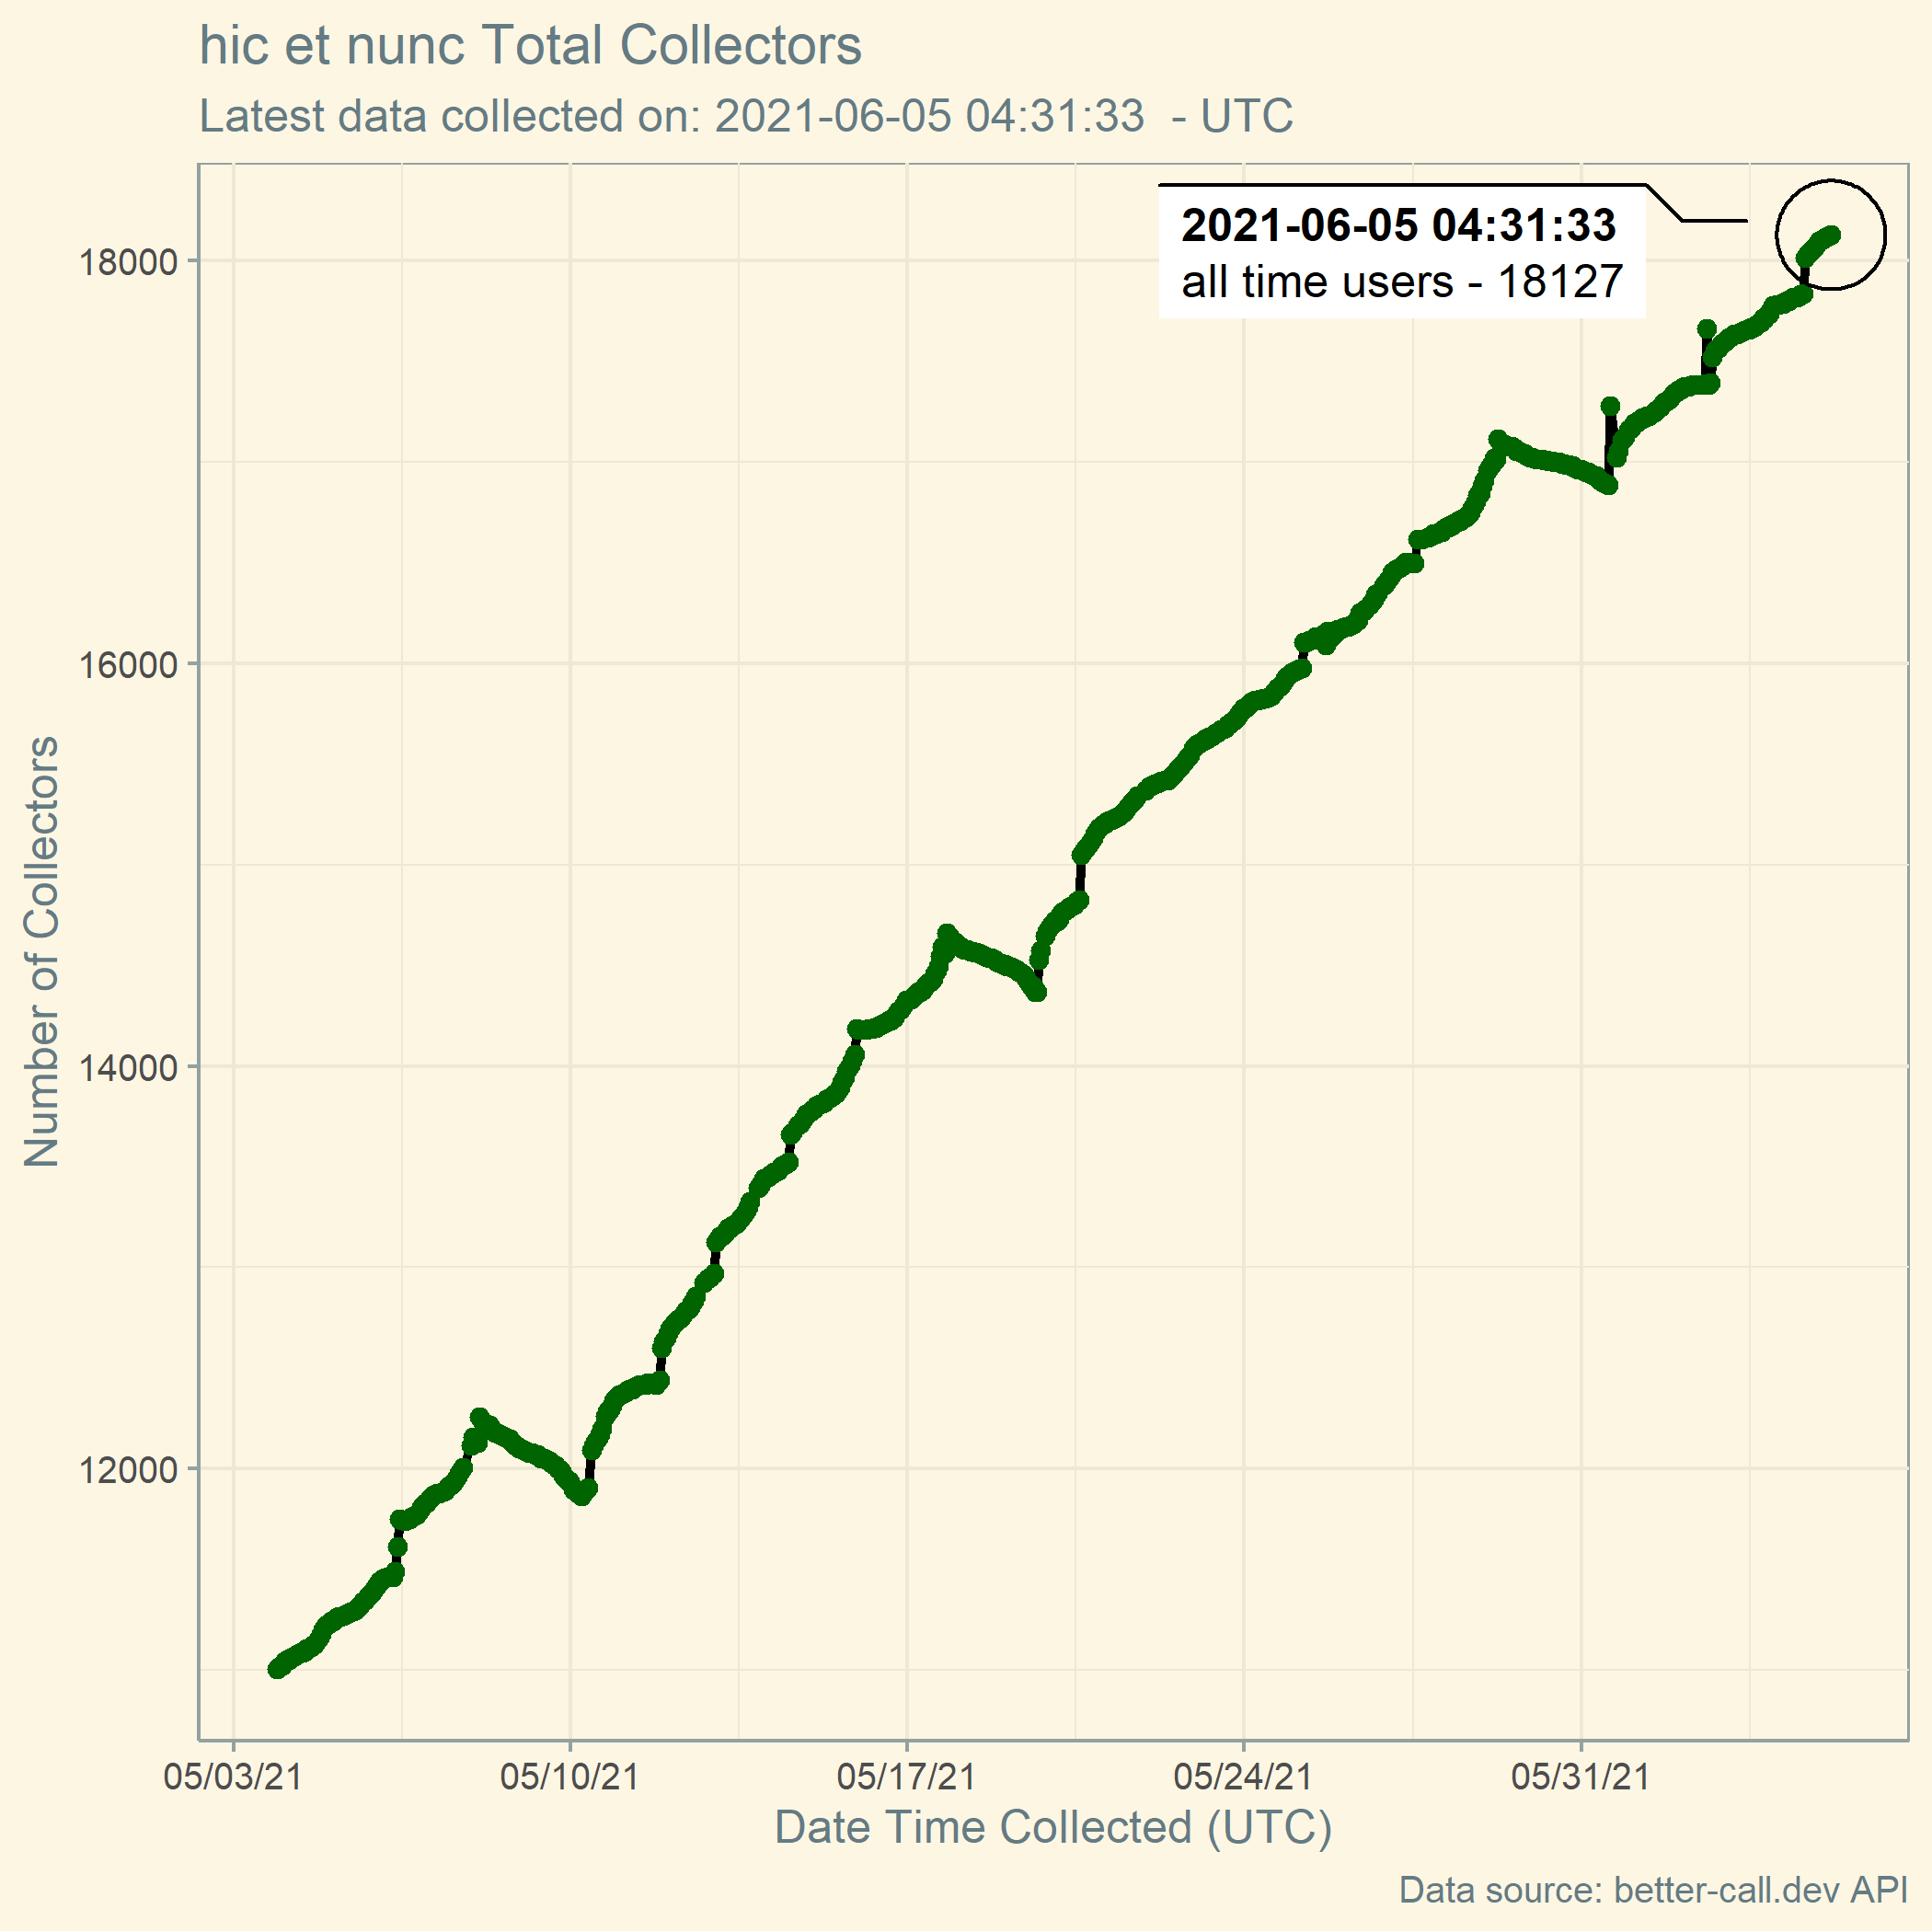 hic et nunc Total Collectors
Latest data collected on: 2021-06-05 04:31:33  - UTC
2021-06-05 04:31:33
all time users - 18127
18000
16000
14000
12000
Number of Collectors
05/03/21
05/10/21
05/17/21
05/24/21
05/31/21
Date Time Collected (UTC)
Data source: better-call.dev API